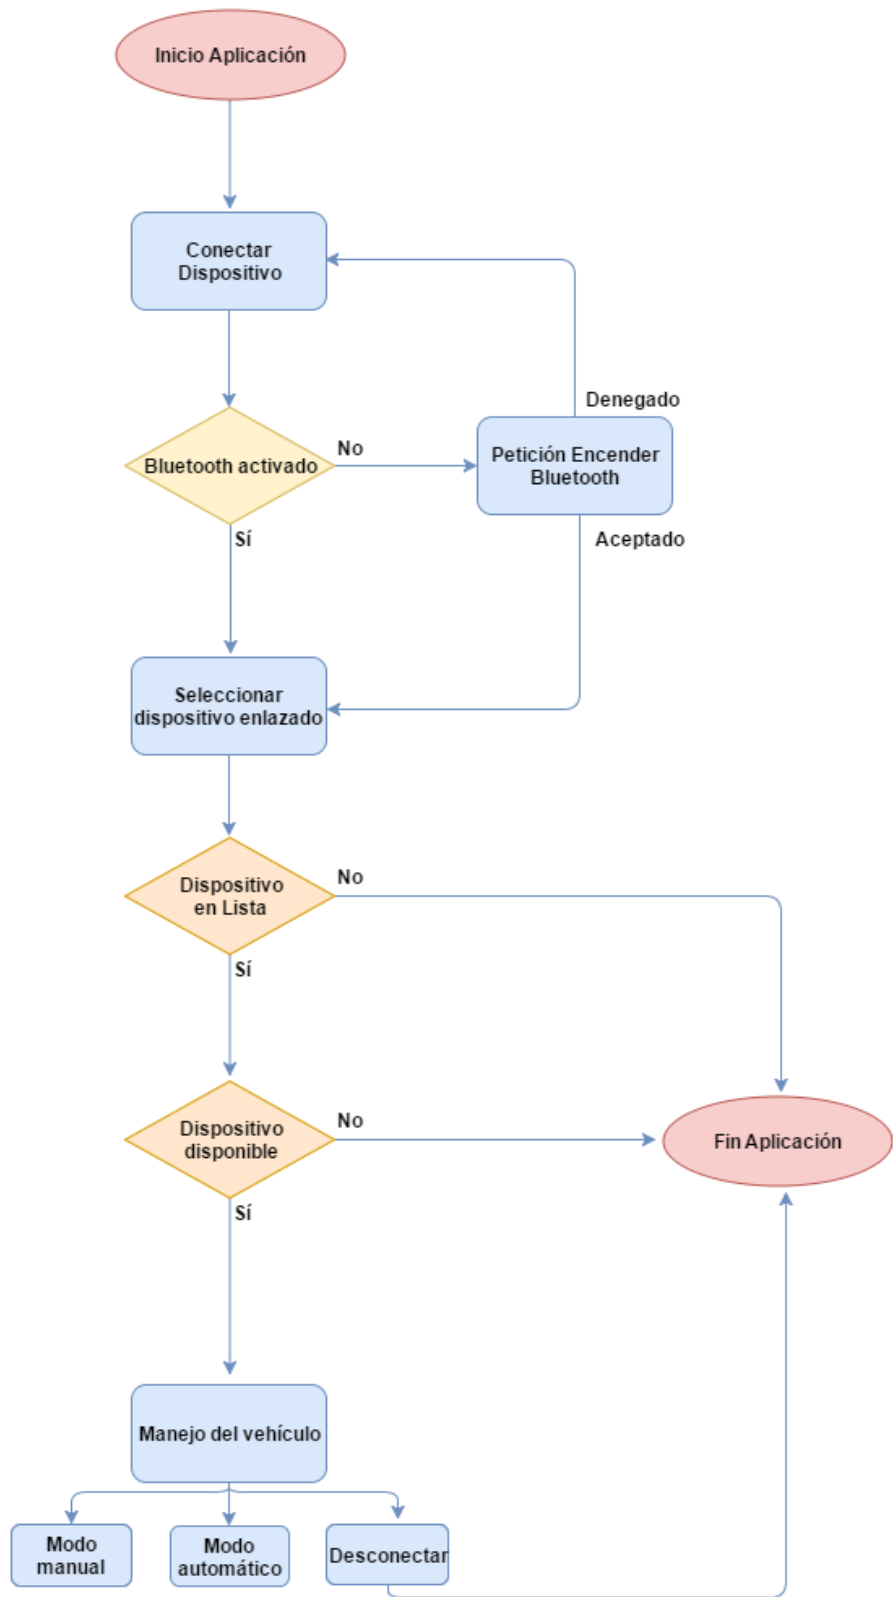 Inicio Aplicación
Conectar
Dispositivo
Denegado
Bluetooth activado
No
Petición Encender
Bluetooth
Sí
Aceptado
Seleccionar
dispositivo enlazado
Dispositivo
en Lista
No
Sí
Dispositivo
disponible
No
Fin Aplicación
Sí
Manejo del vehículo
Modo
manual
Modo
automático
Desconectar